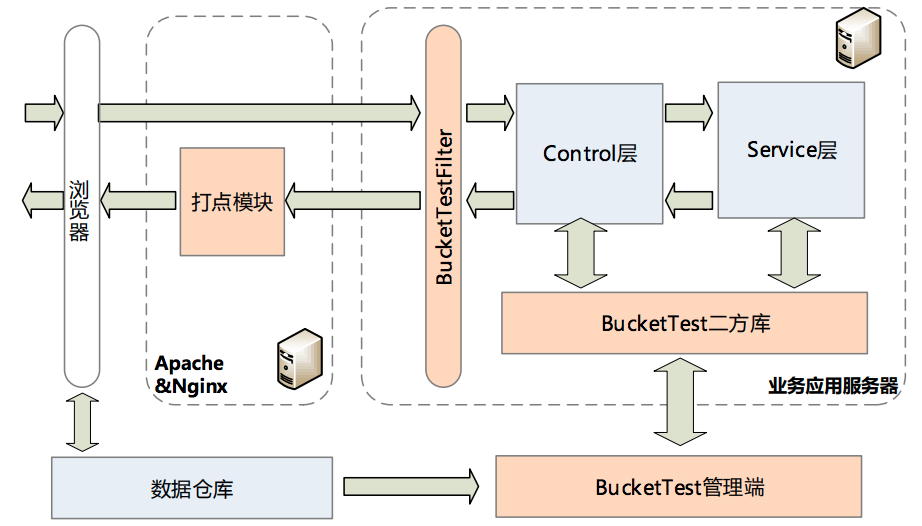 浏览器
打点模块
Apache
&Nginx
BucketTestFilter
Control层
Service层
BucketTest二方库
业务应用服务器
数据仓库
BucketTest管理端